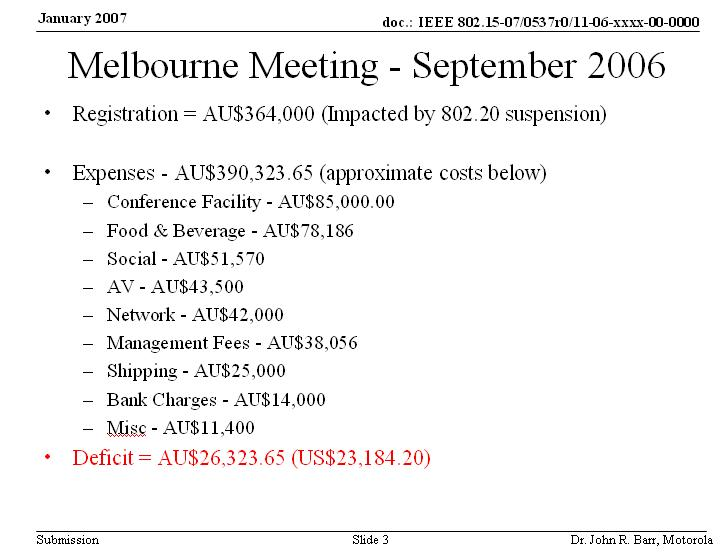 January 2007
doc.: IEEE 802.15-07/0537r0/11-06-xxxx-00-0000
Melbourne Meeting - September 2006
• Registration = AU$364,000 (Impacted by 802.20 suspension)
• Expenses - AU$390,323.65 (approximate costs below)
– Conference Facility - AU$85,000.00
– Food & Beverage - AU$78,186
– Social - AU$51,570
– AV - AU$43,500
– Network - AU$42,000
– Management Fees - AU$38,056
– Shipping - AU$25,000
– Bank Charges - AU$14,000
– Misc - AU$11,400
• Deficit = AU$26,323.65 (US$23,184.20)
Submission
Slide 3
Dr. John R. Barr, Motorola